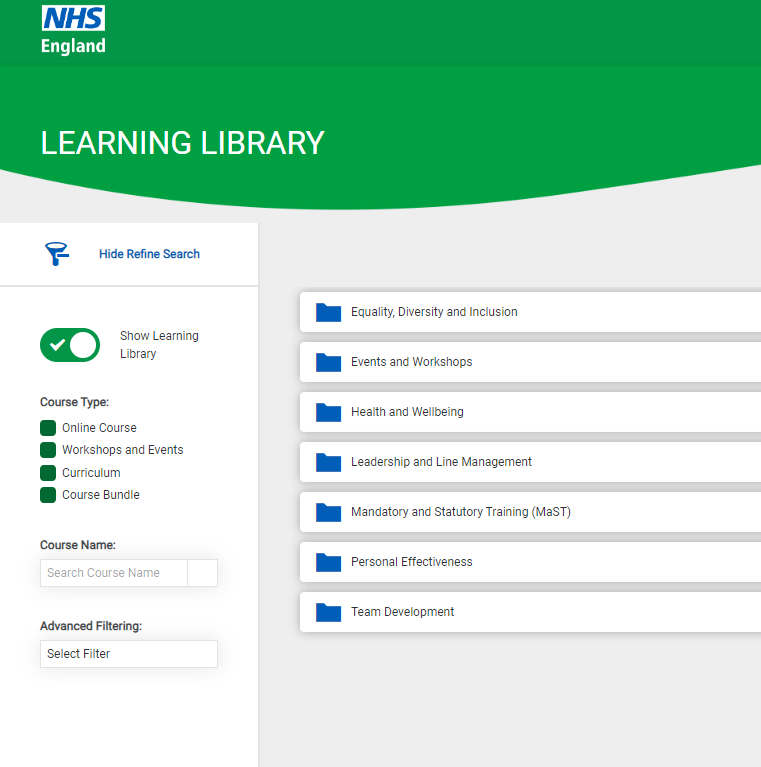 NHS
England
LEARNING LIBRARY
Hide Refine Search
Show Learning
Library
Course Type:
Online Course
Workshops and Events
Curriculum
Course Bundle
Course Name:
Search Course Name
Advanced Filtering:
Select Filter
Equality, Diversity and Inclusion
Events and Workshops
Health and Wellbeing
Leadership and Line Management
Mandatory and Statutory Training (MaST)
Personal Effectiveness
Team Development